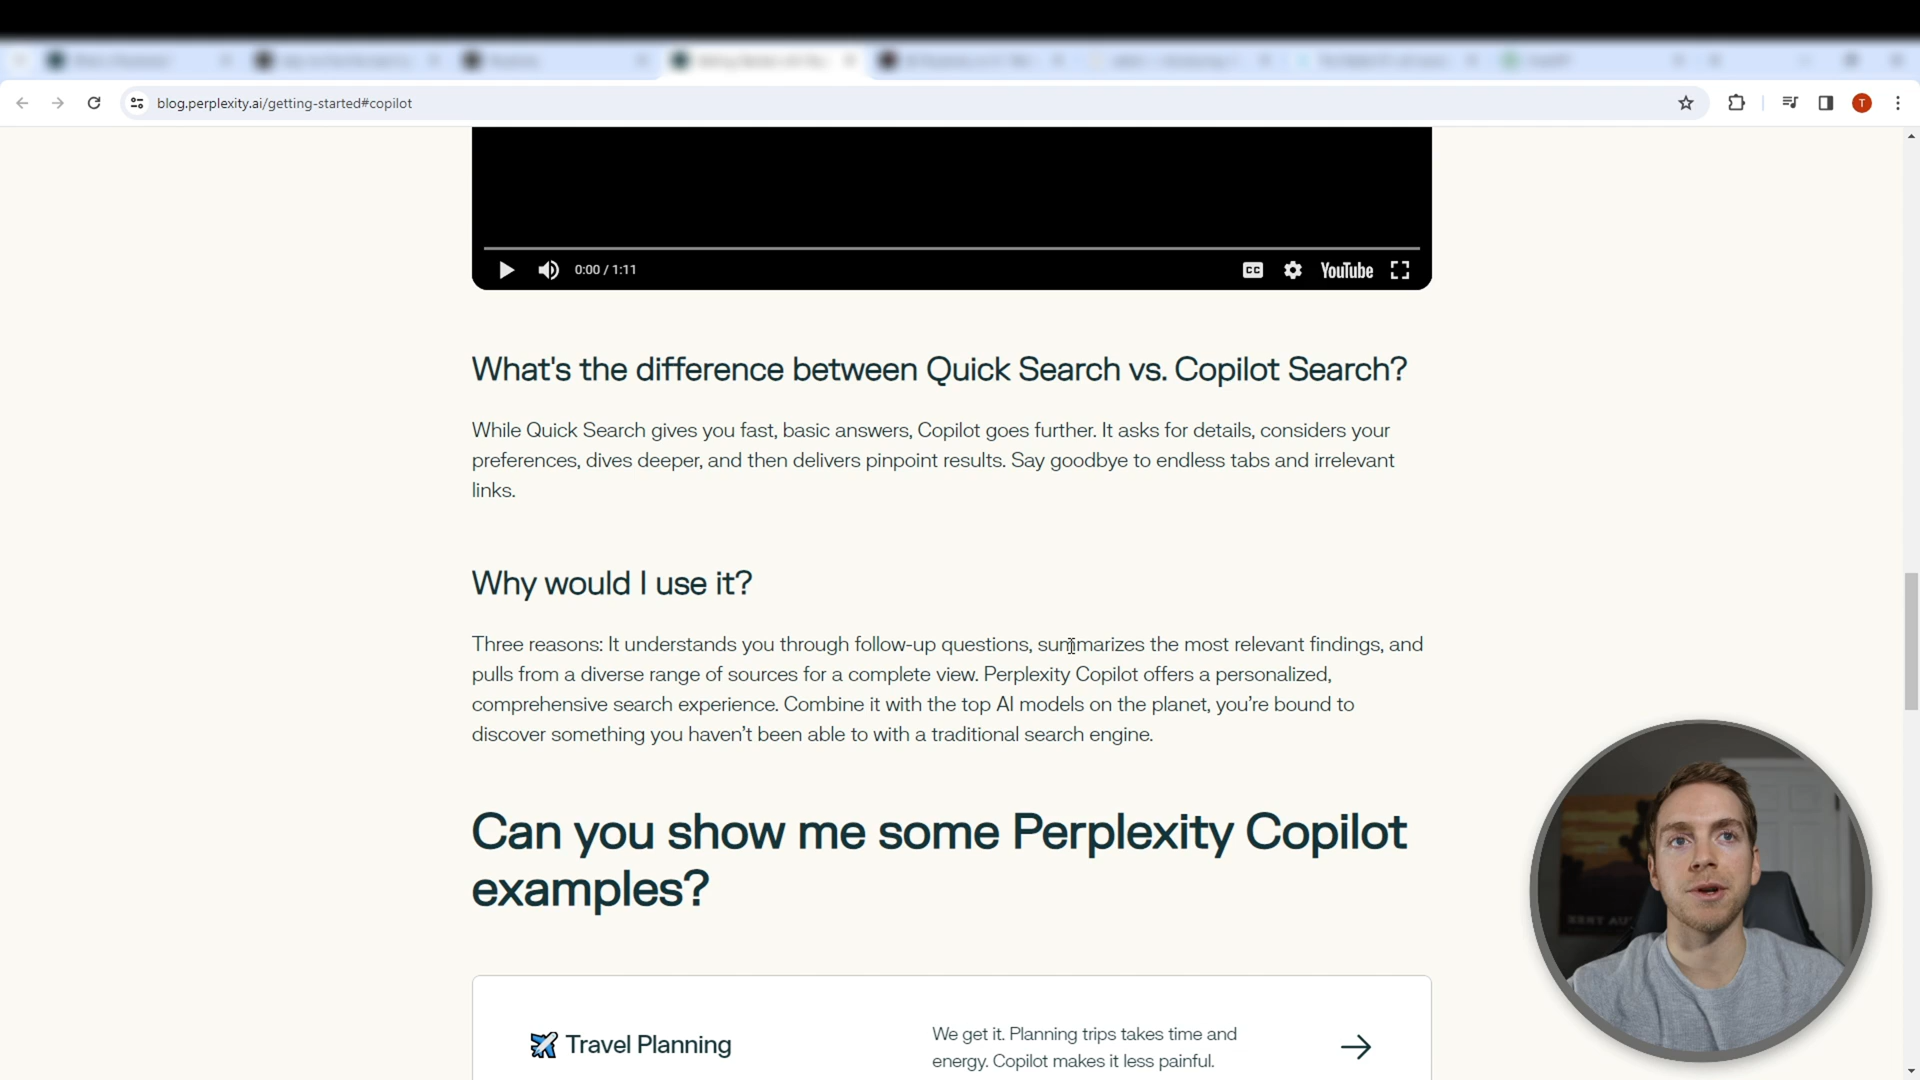 blog.perplexity.ai/getting-started#copilot
T
0:00 / 1:11
CC
YouTube
What's the difference between Quick Search vs. Copilot Search?
While Quick Search gives you fast, basic answers, Copilot goes further. It asks for details, considers your
preferences, dives deeper, and then delivers pinpoint results. Say goodbye to endless tabs and irrelevant
links.
Why would I use it?
Three reasons: It understands you through follow-up questions, summarizes the most relevant findings, and
pulls from a diverse range of sources for a complete view. Perplexity Copilot offers a personalized,
comprehensive search experience. Combine it with the top AI models on the planet, you’re bound to
discover something you haven’t been able to with a traditional search engine.
Can you show me some Perplexity Copilot
examples?
Travel Planning
We get it. Planning trips takes time and
energy. Copilot makes it less painful.